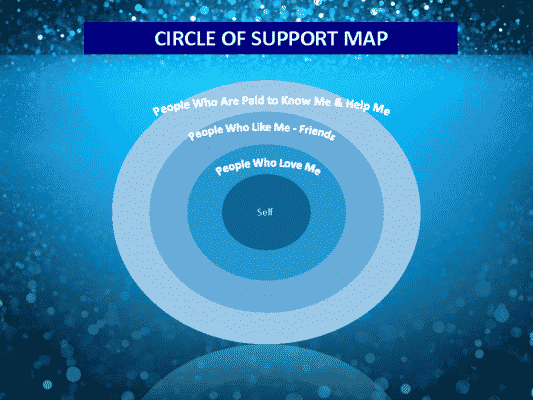 CIRCLE OF SUPPORT MAP
People Who Are Paid to Know Me & Help Me
People Who Like Me - Friends
People Who Love Me
Self